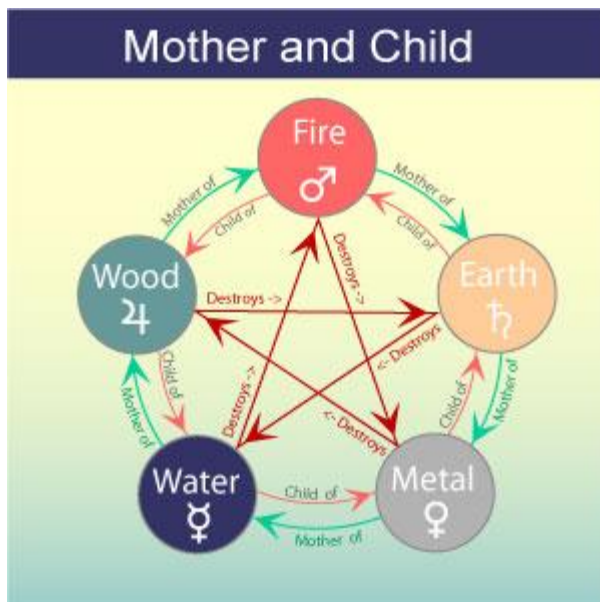 Mother and Child
Fire
♂
Mother of
Child of
Mother of
Child of
Wood
♃
Earth
♄
Destroys ->
Destroys ->
<- Destroys
Destroys ->
<- Destroys
Child of
Mother of
Child of
Mother of
Water
☿
Metal
♀
Child of
Mother of